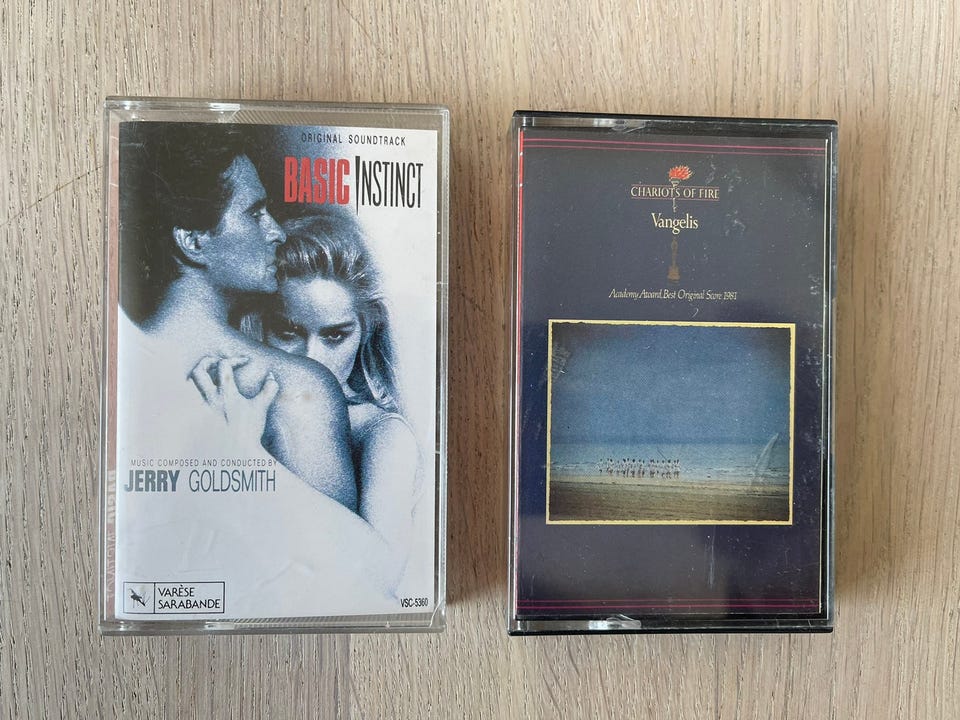 ORIGINAL SOUNDTRACK
BASIC INSTINCT
MUSIC COMPOSED AND CONDUCTED BY
JERRY GOLDSMITH
VARÈSE
SARABANDE
VSC-5360
CHARIOTS OF FIRE
Vangelis
Academy Award, Best Original Score 1981